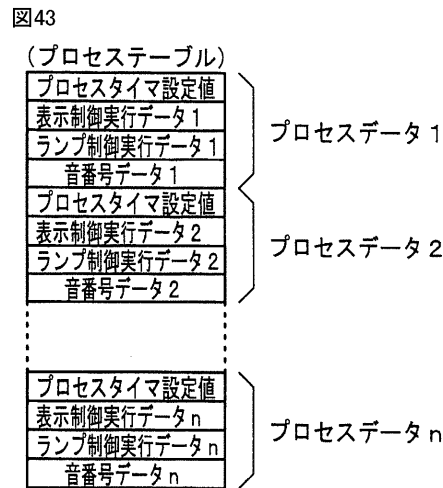 図43
(プロセステーブル)
プロセスタイマ設定値
表示制御実行データ1
ランプ制御実行データ1
音番号データ1
プロセスデータ1
プロセスタイマ設定値
表示制御実行データ2
ランプ制御実行データ2
音番号データ2
プロセスデータ2
プロセスタイマ設定値
表示制御実行データn
ランプ制御実行データn
音番号データn
プロセスデータn